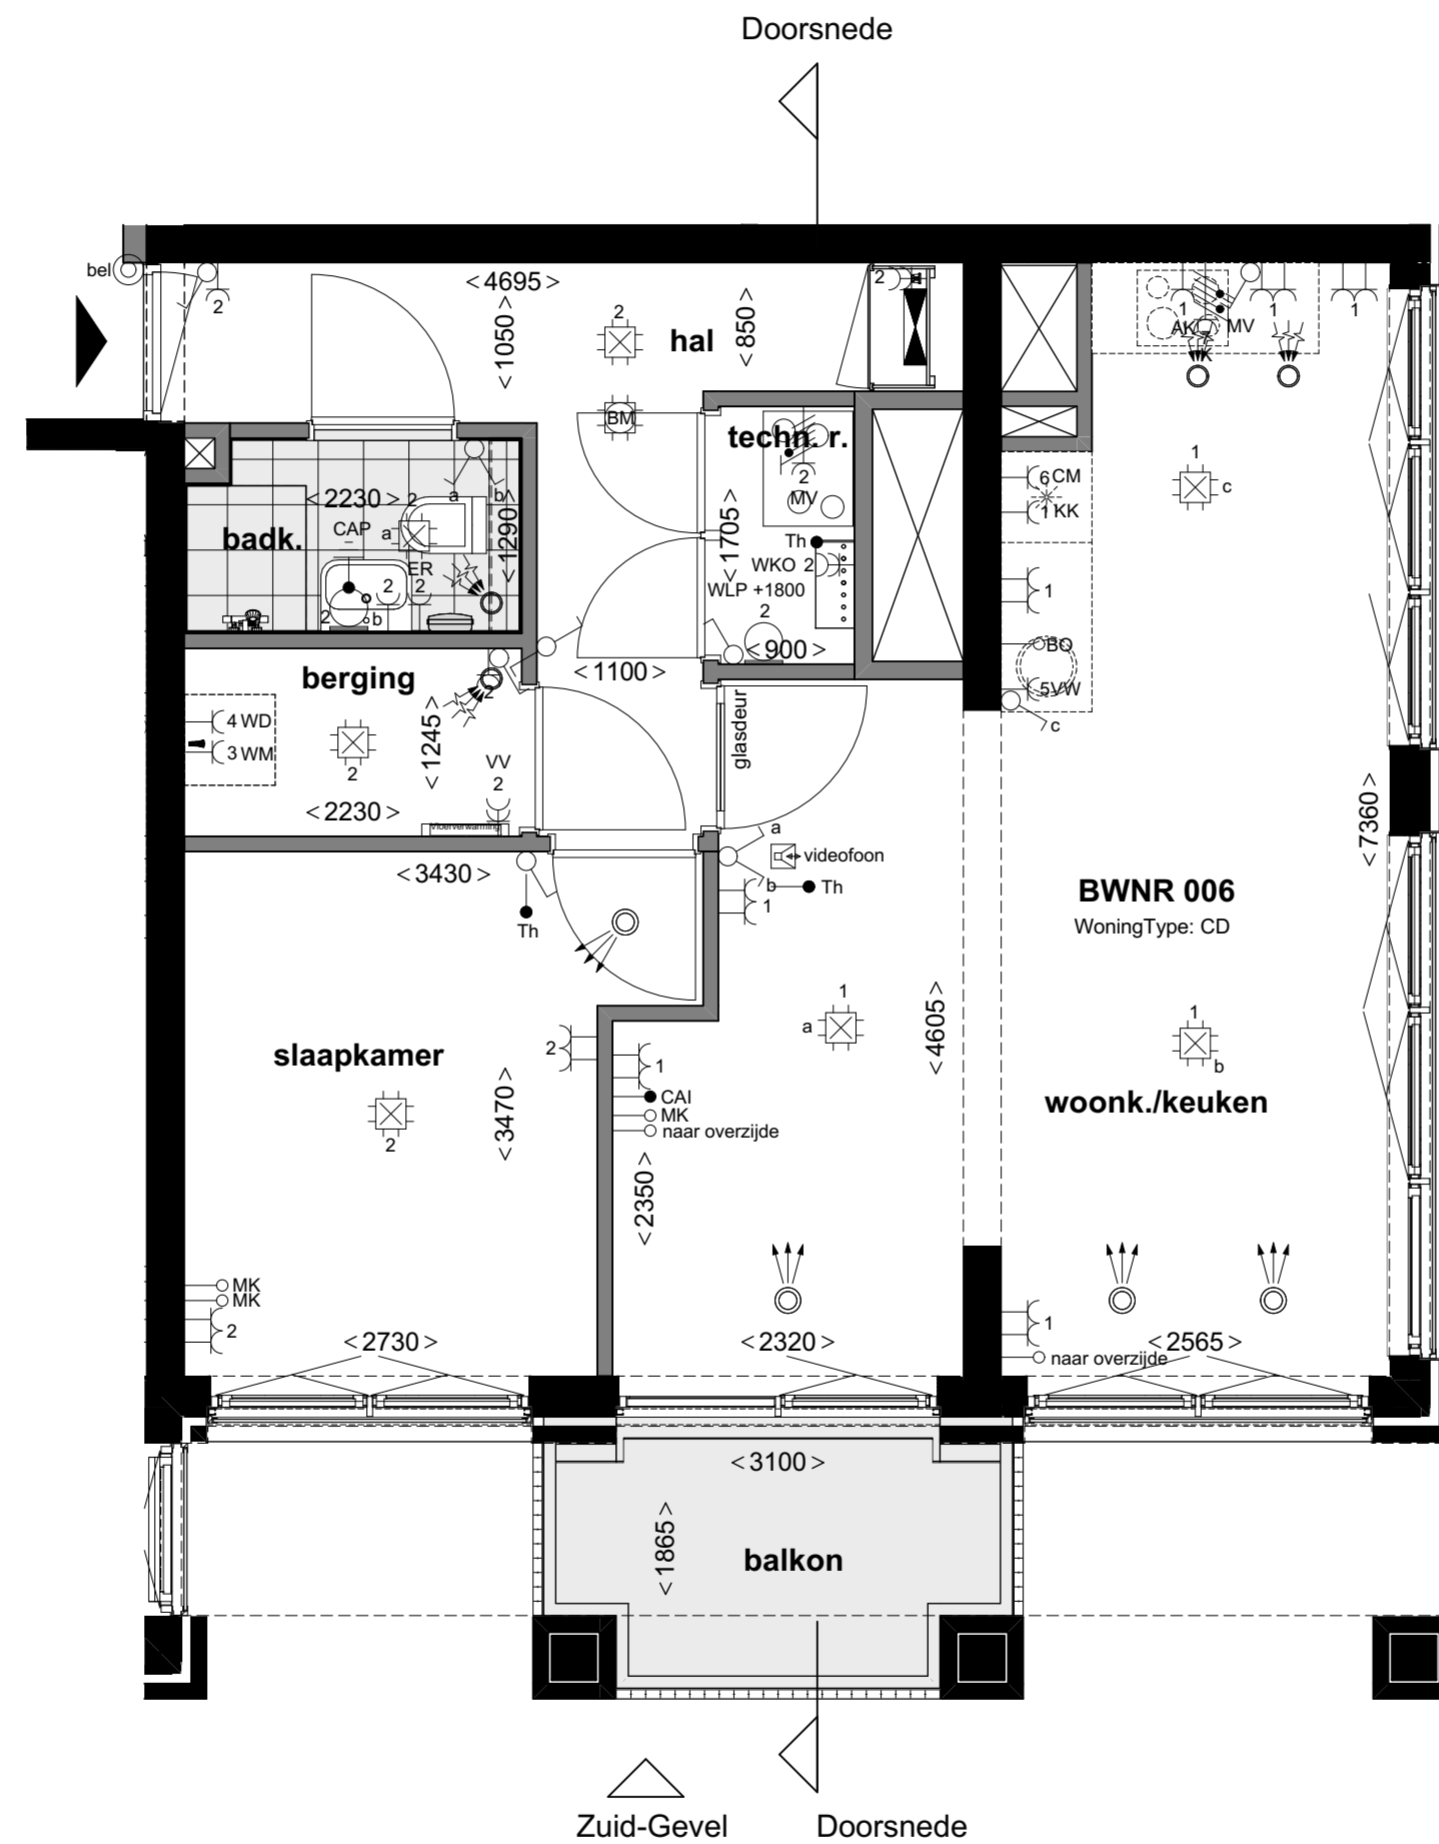 Doorsnede
bel
2
<4695>
<1050>
2
hal
<850>
2
1
AK
MV
1
1
BM
techn. r.
2
MV
1
c
<2230>
2
a
b
CAP
a
badk.
<1290>
ER
2
2
2
b
<1705>
Th
WKO 2
WLP +1800
2
<900>
6 CM
1 KK
1
BO
5 VW
c
berging
2
<1100>
4 WD
3 WM
2
<1245>
VV
2
<2230>
Vloerverwarming
glasdeur
<7360>
a
videofoon
b
Th
1
<3430>
Th
BWNR 006
WoningType: CD
1
a
<4605>
1
b
slaapkamer
2
2
1
CAI
MK
naar overzijde
<3470>
woonk./keuken
<2350>
MK
MK
2
<2730>
<2320>
1
<2565>
naar overzijde
<3100>
<1865>
balkon
Zuid-Gevel
Doorsnede